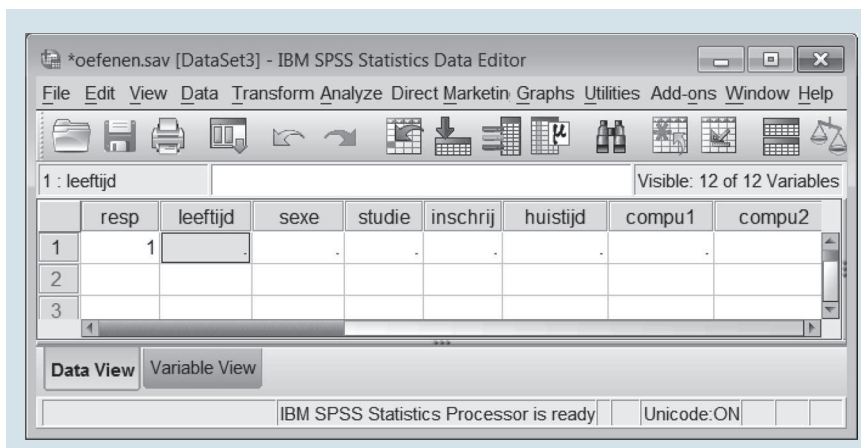 *oefenen.sav [DataSet3] - IBM SPSS Statistics Data Editor
File Edit View Data Transform Analyze Direct Marketin Graphs Utilities Add-ons Window Help
1 : leeftijd Visible: 12 of 12 Variables
resp leeftijd sexe studie inschrij huistijd compu1 compu2
1 1 . . . . . .
2
3
Data View Variable View
IBM SPSS Statistics Processor is ready Unicode:ON